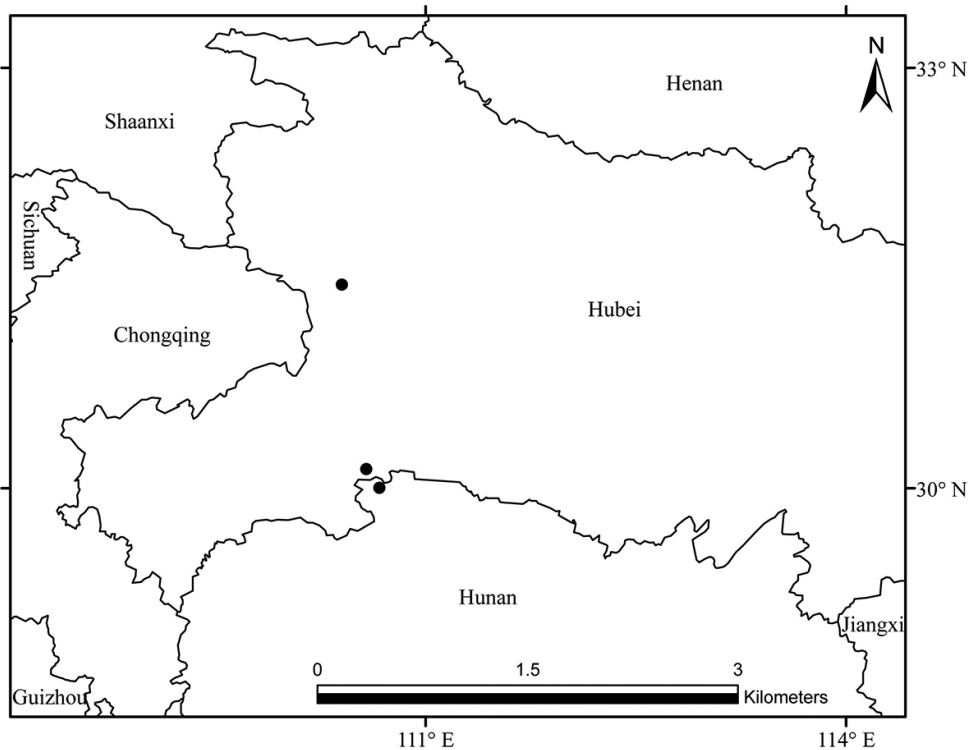 N
33° N
Henan
Shaanxi
Sichuan
Hubei
Chongqing
30° N
Hunan
Jiangxi
0 1.5 3
Kilometers
Guizhou
111° E 114° E